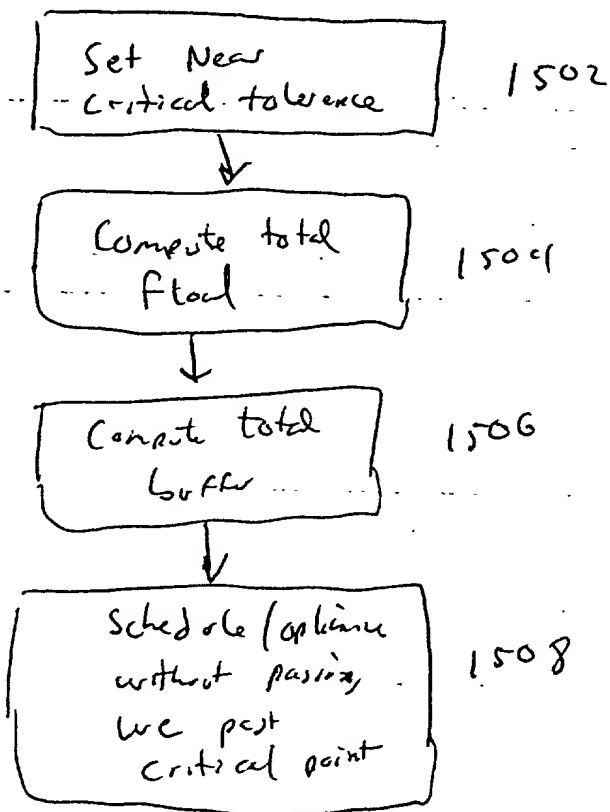 Set Near
critical tolerence
1502
Compute total
float
1504
Compute total
buffer
1506
Schedule/optimize
without passing
past
critical point
1508